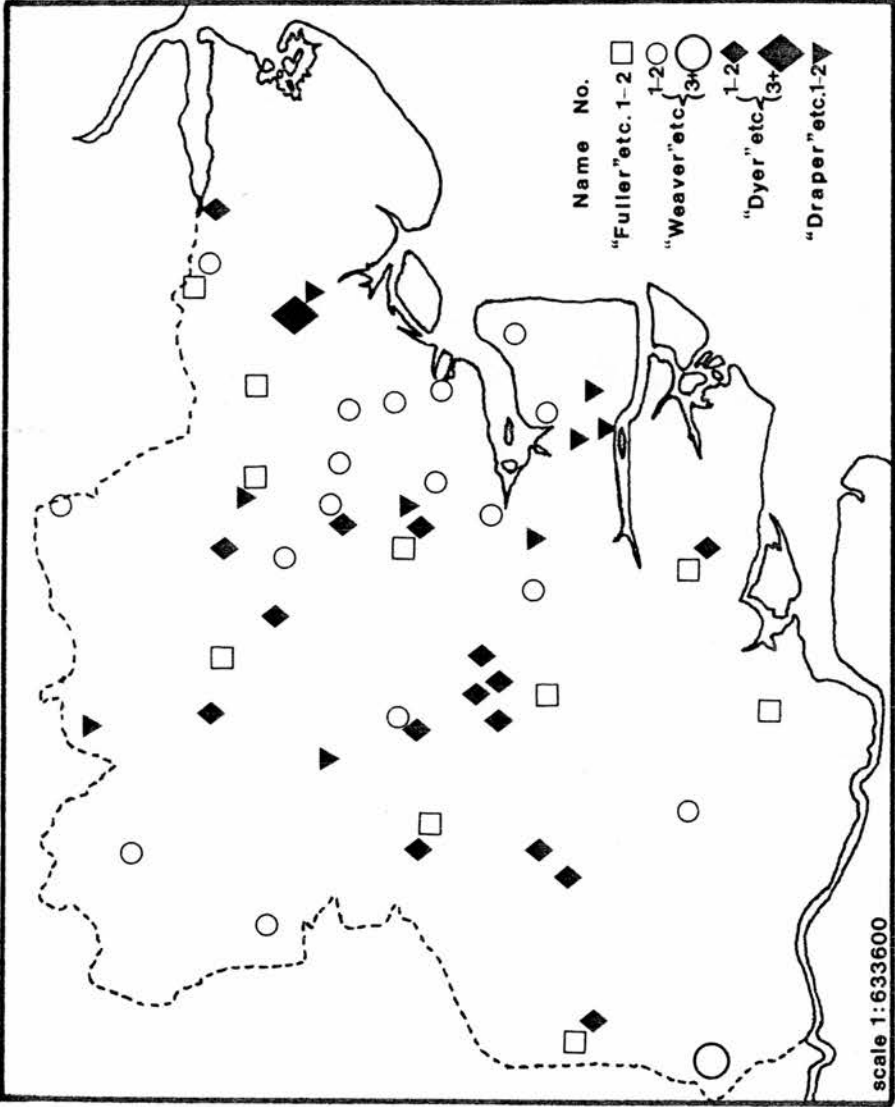 Name No.
“Fuller” etc. 1-2
“Weaver” etc. { 1-2
3+
“Dyer” etc. { 1-2
3+
“Draper” etc. 1-2
scale 1:633600